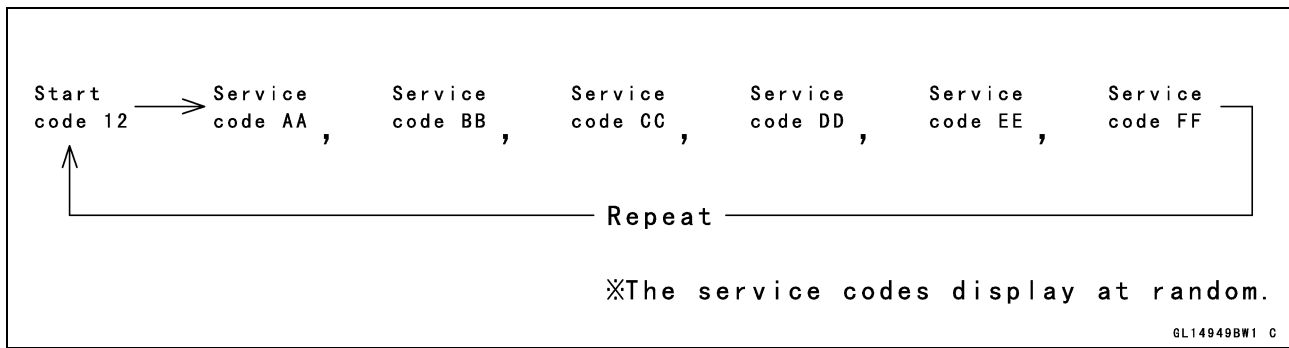 Start Service Service Service Service Service Service
code 12 code AA, code BB, code CC, code DD, code EE, code FF
Repeat
※The service codes display at random.
GL14949BW1 C